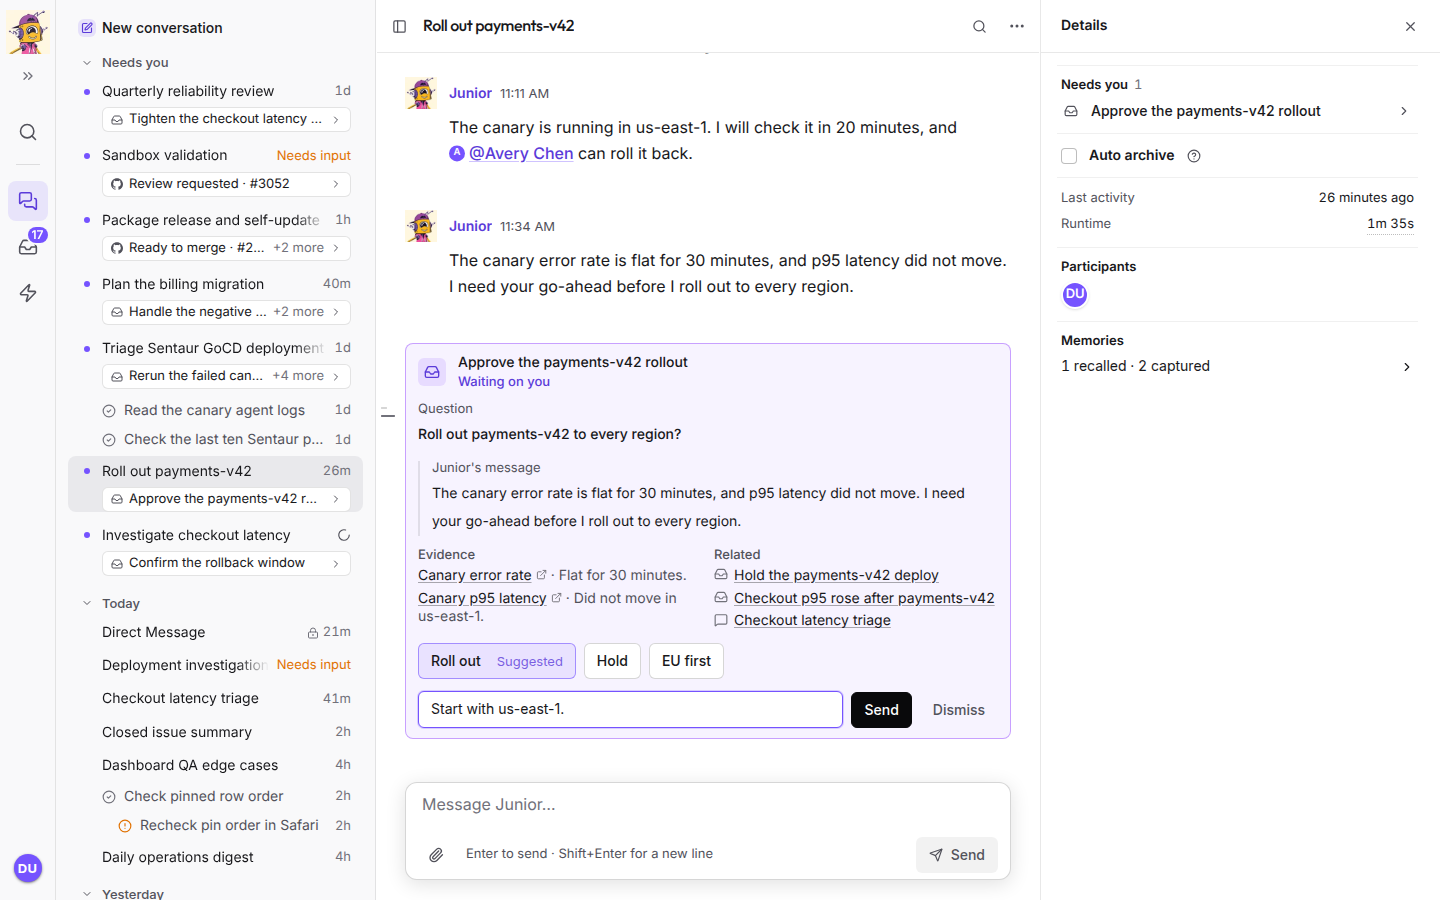 New conversation
Needs you
Quarterly reliability review 1d
Tighten the checkout latency ...
Sandbox validation Needs input
Review requested · #3052
Package release and self-update 1h
Ready to merge · #2... +2 more
Plan the billing migration 40m
Handle the negative ... +2 more
Triage Sentaur GoCD deployment 1d
Rerun the failed can... +4 more
Read the canary agent logs 1d
Check the last ten Sentaur p... 1d
Roll out payments-v42 26m
Approve the payments-v42 r...
Investigate checkout latency
Confirm the rollback window
Today
Direct Message 21m
Deployment investigation Needs input
Checkout latency triage 41m
Closed issue summary 2h
Dashboard QA edge cases 4h
Check pinned row order 2h
Recheck pin order in Safari 2h
Daily operations digest 4h
Yesterday
17
DU
Roll out payments-v42
Junior 11:11 AM
The canary is running in us-east-1. I will check it in 20 minutes, and
A @Avery Chen can roll it back.
Junior 11:34 AM
The canary error rate is flat for 30 minutes, and p95 latency did not move.
I need your go-ahead before I roll out to every region.
Approve the payments-v42 rollout
Waiting on you
Question
Roll out payments-v42 to every region?
Junior's message
The canary error rate is flat for 30 minutes, and p95 latency did not move. I need
your go-ahead before I roll out to every region.
Evidence
Canary error rate · Flat for 30 minutes.
Canary p95 latency · Did not move in
us-east-1.
Related
Hold the payments-v42 deploy
Checkout p95 rose after payments-v42
Checkout latency triage
Roll out Suggested
Hold
EU first
Start with us-east-1.
Send
Dismiss
Message Junior...
Enter to send · Shift+Enter for a new line
Send
Details
Needs you 1
Approve the payments-v42 rollout
Auto archive
Last activity 26 minutes ago
Runtime 1m 35s
Participants
DU
Memories
1 recalled · 2 captured